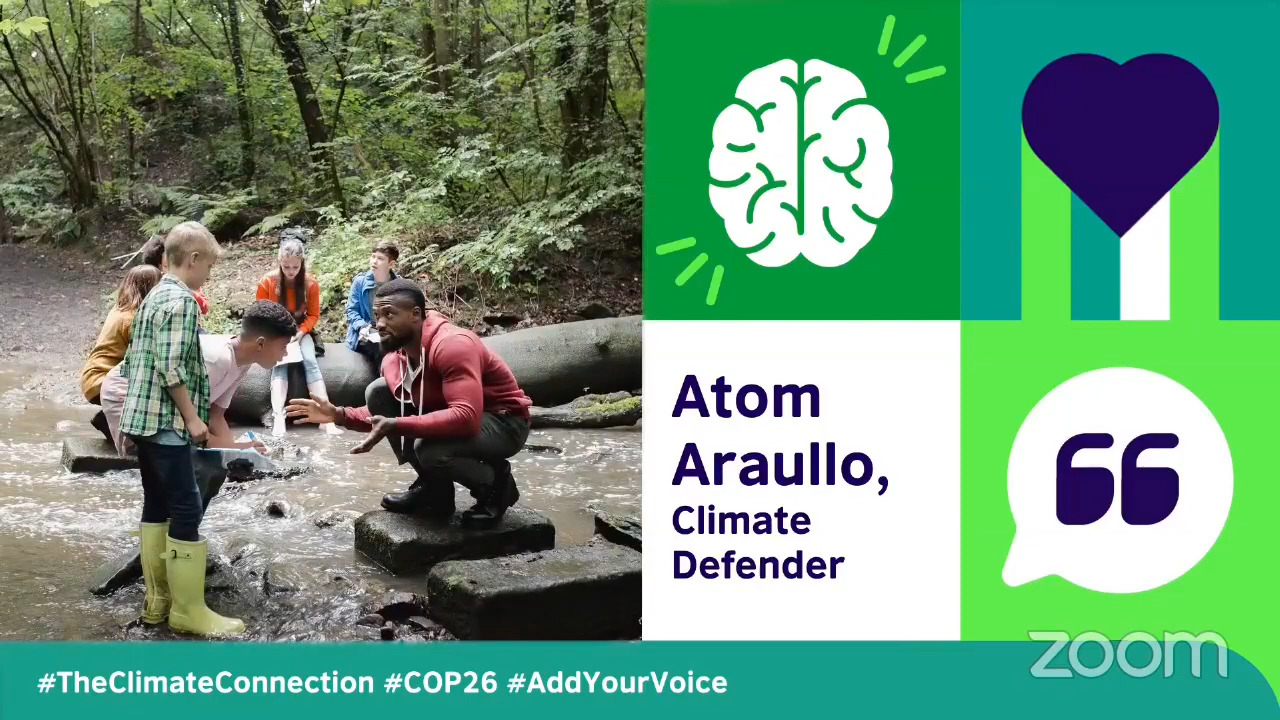 Atom
Araullo,
Climate
Defender
zoom
#TheClimateConnection #COP26 #AddYourVoice